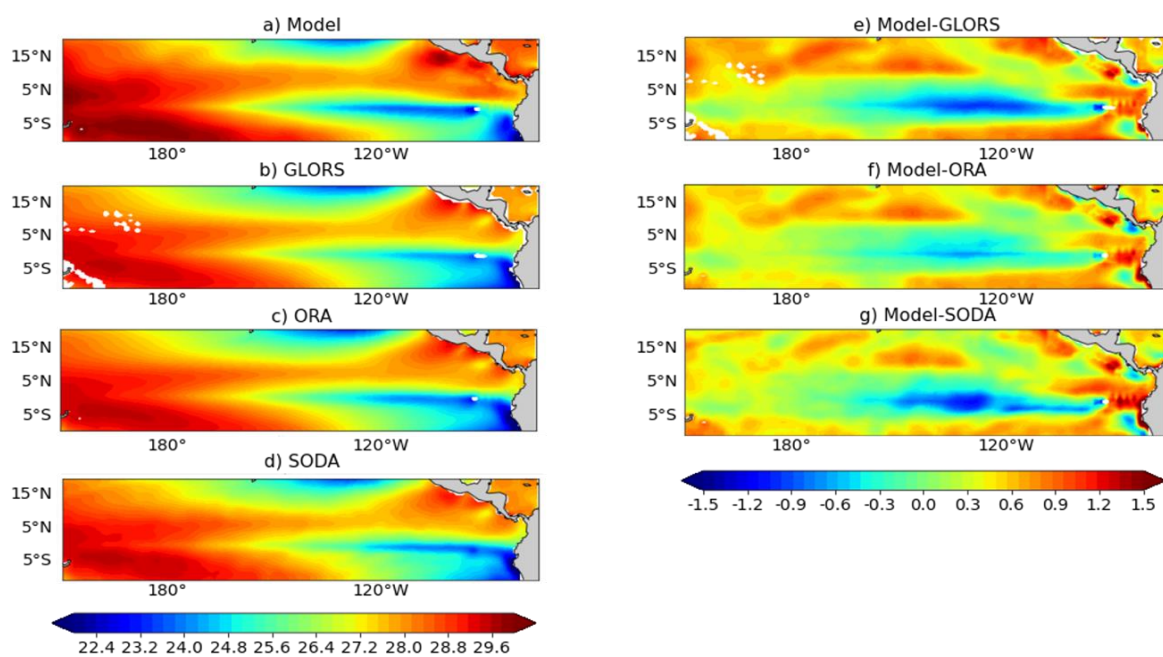 a) Model
15°N
5°N
5°S
180°
120°W
b) GLORS
15°N
5°N
5°S
180°
120°W
c) ORA
15°N
5°N
5°S
180°
120°W
d) SODA
15°N
5°N
5°S
180°
120°W
22.4 23.2 24.0 24.8 25.6 26.4 27.2 28.0 28.8 29.6
e) Model-GLORS
15°N
5°N
5°S
180°
120°W
f) Model-ORA
15°N
5°N
5°S
180°
120°W
g) Model-SODA
15°N
5°N
5°S
180°
120°W
-1.5 -1.2 -0.9 -0.6 -0.3 0.0 0.3 0.6 0.9 1.2 1.5